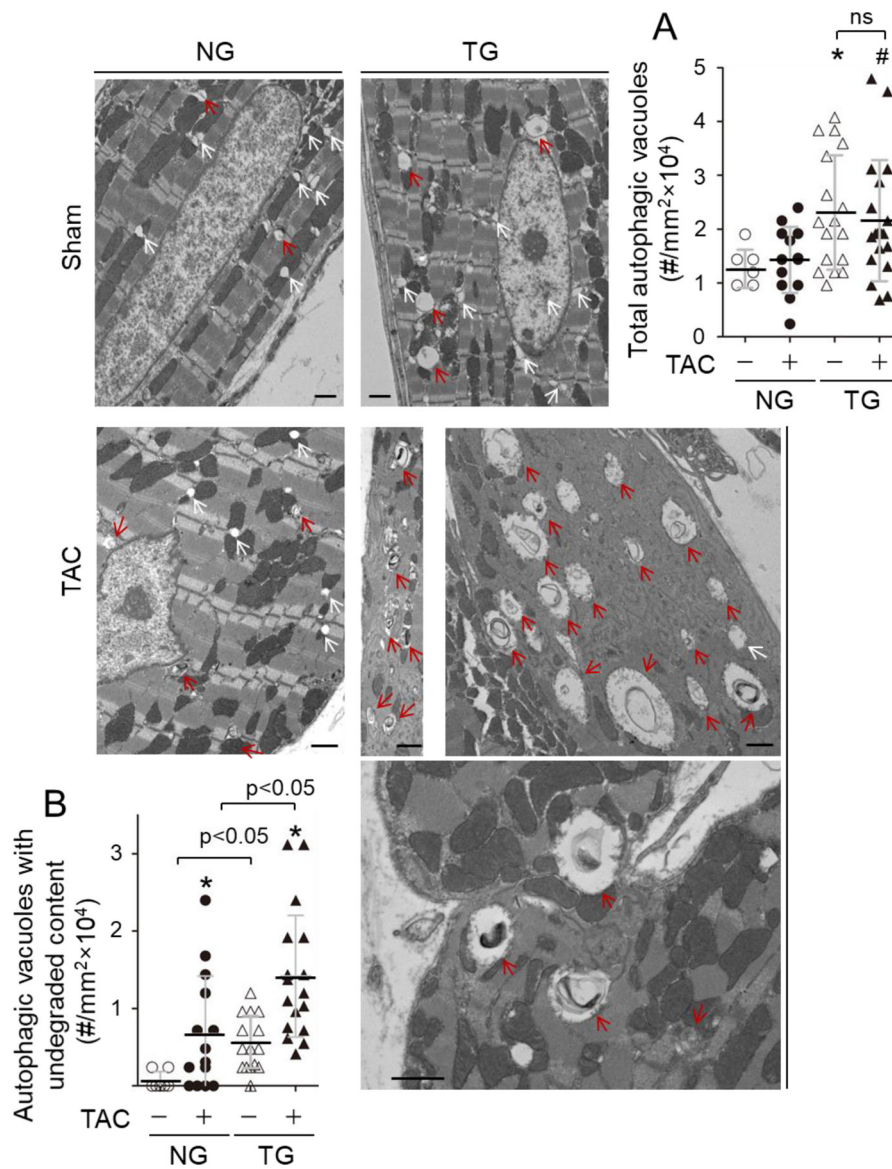 NG
TG
Sham
TAC
A
ns
*
#
Total autophagic vacuoles
(#/mm²×10⁴)
5
4
3
2
1
0
TAC
− + − +
NG
TG
B
p<0.05
p<0.05
*
*
Autophagic vacuoles with
undegraded content
(#/mm²×10⁴)
3
2
1
TAC
− + − +
NG
TG